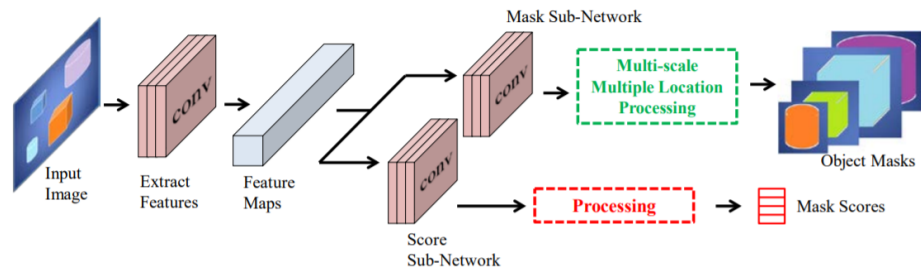 Mask Sub-Network
conv
Multi-scale
Multiple Location
Processing
conv
Input
Image
Extract
Features
Feature
Maps
conv
Object Masks
Processing
Mask Scores
Score
Sub-Network